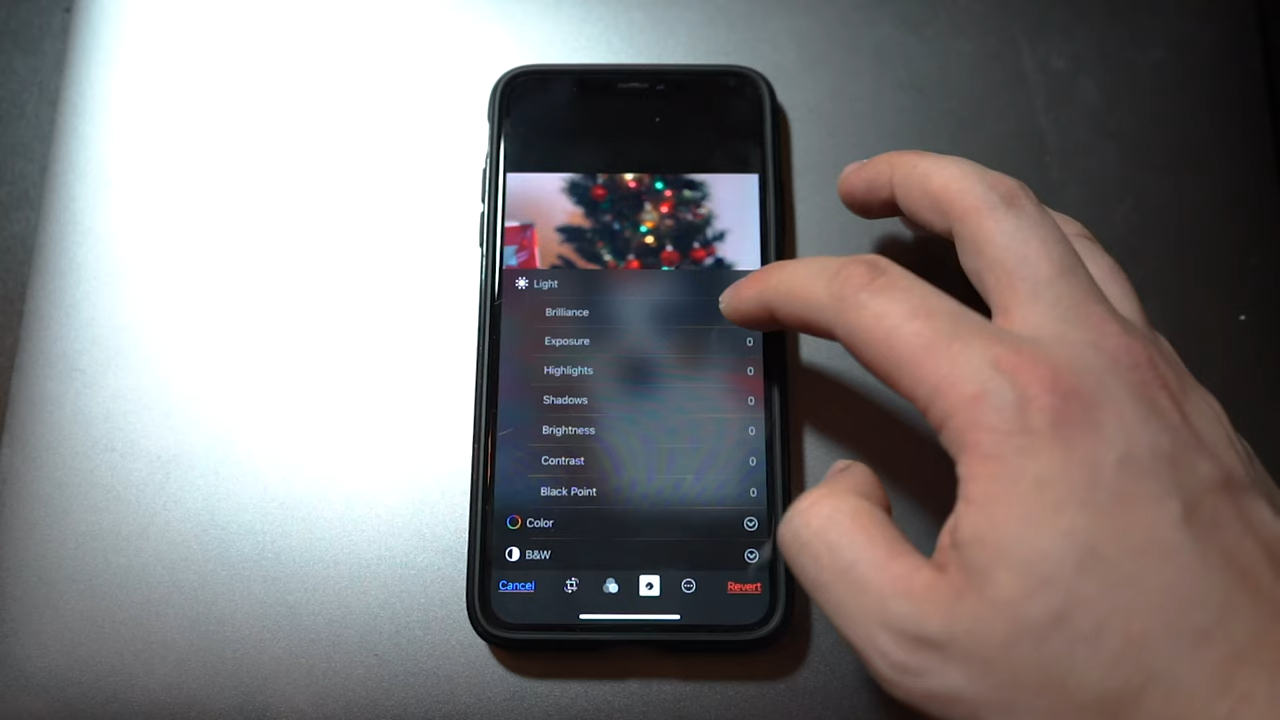 Light
Brilliance
Exposure 0
Highlights 0
Shadows 0
Brightness 0
Contrast 0
Black Point 0
Color
B&W
Cancel Revert